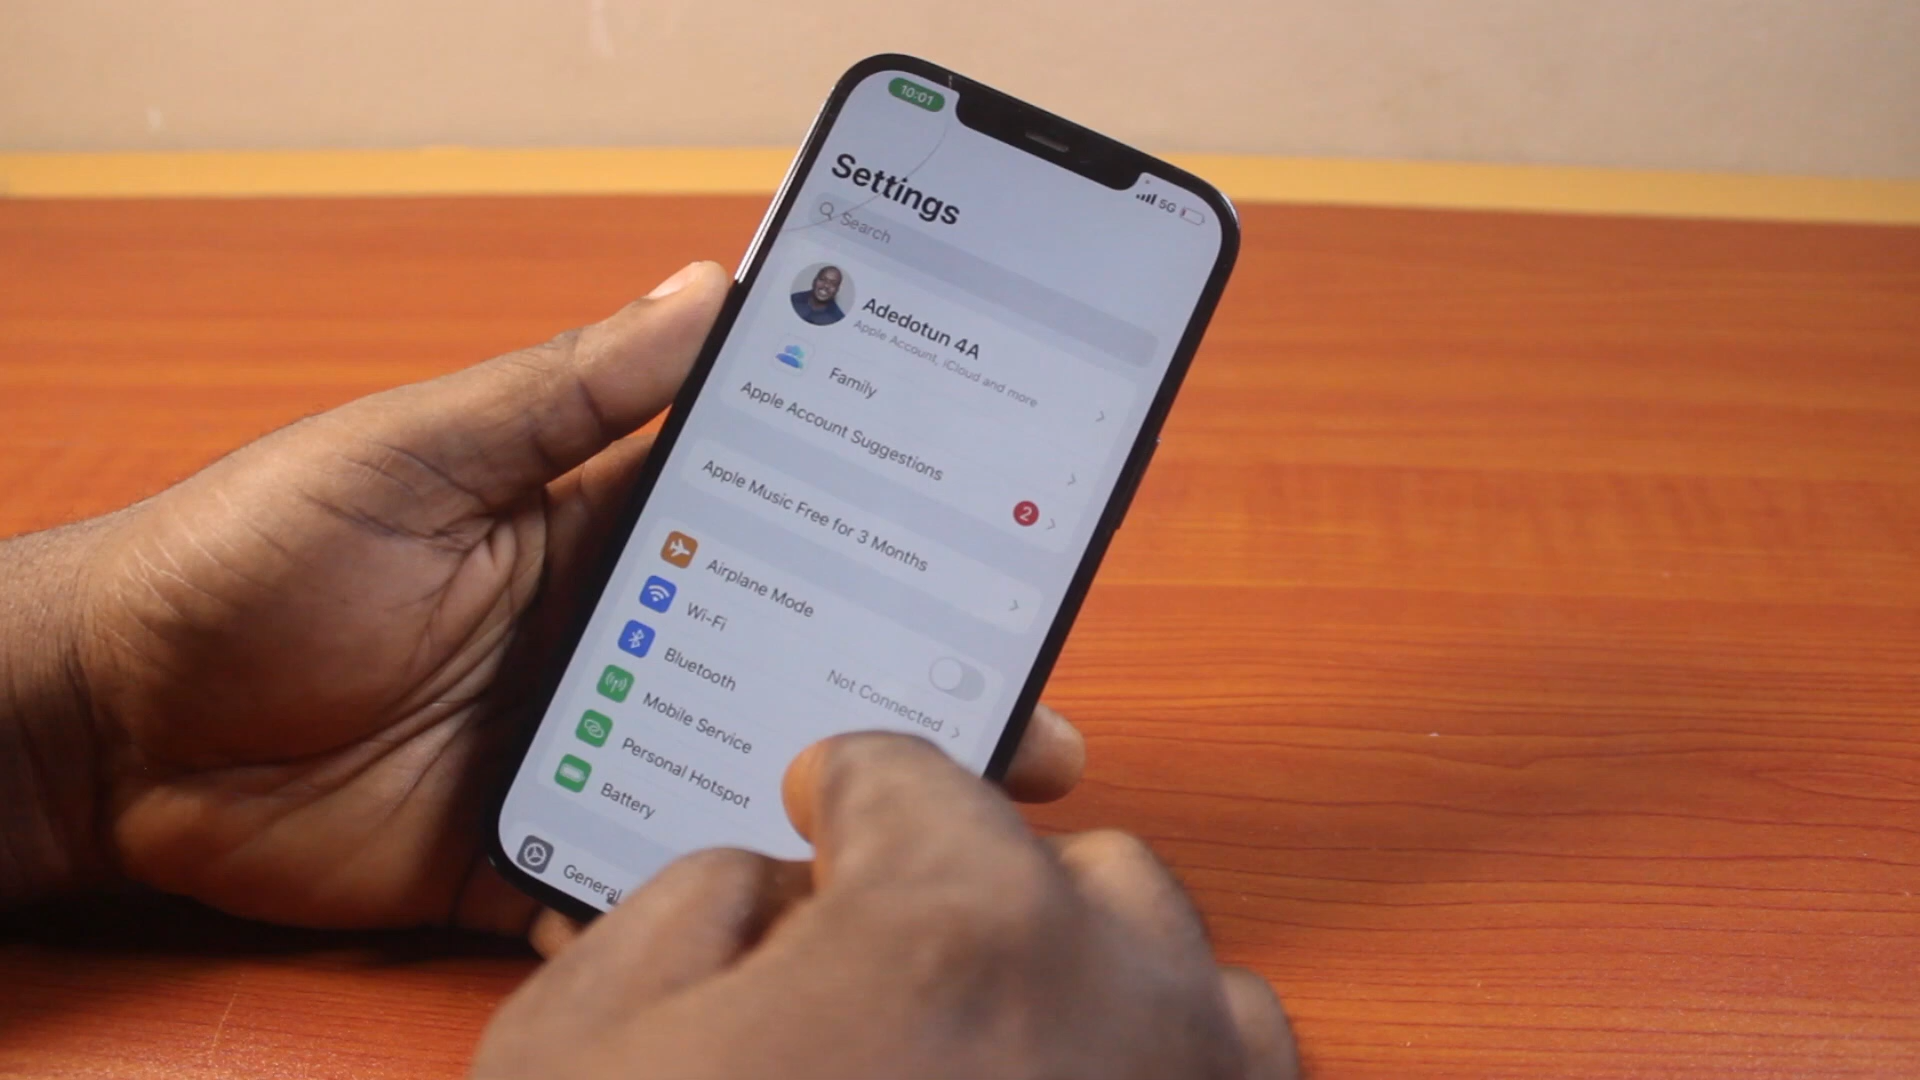 10:01
5G
Settings
Search
Adedotun 4A
Apple Account, iCloud and more
Family
Apple Account Suggestions
2
Apple Music Free for 3 Months
Airplane Mode
Wi-Fi
Not Connected
Bluetooth
Mobile Service
Personal Hotspot
Battery
General